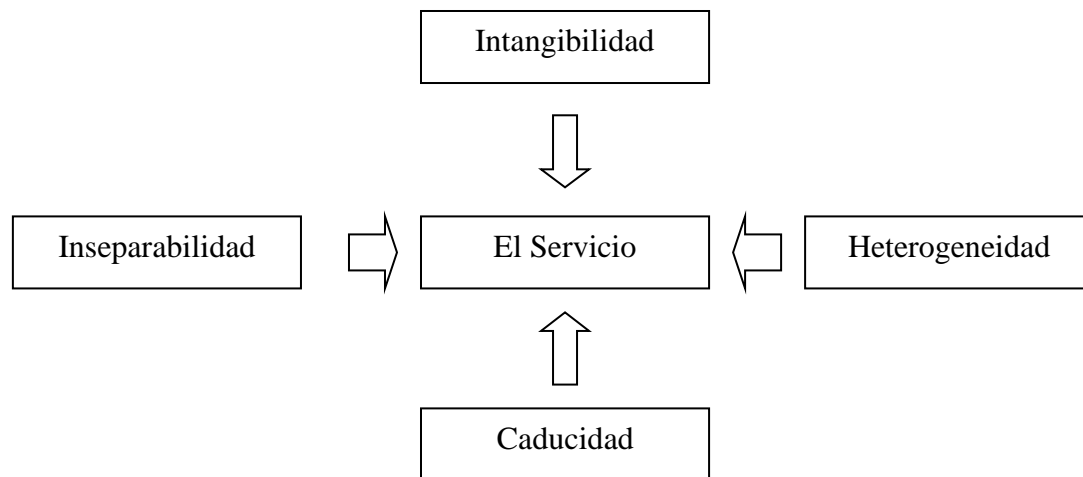 Intangibilidad
Inseparabilidad
El Servicio
Heterogeneidad
Caducidad